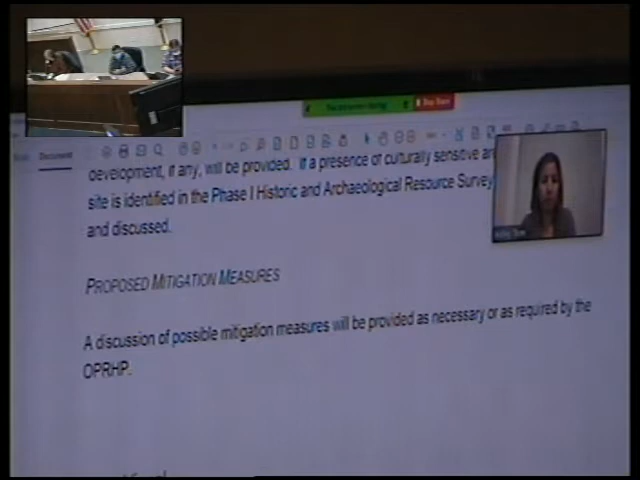 Document
development, if any, will be provided. If a presence of culturally sensitive
site is identified in the Phase I Historic and Archaeological Resource Survey
and discussed.
PROPOSED MITIGATION MEASURES
A discussion of possible mitigation measures will be provided as necessary or as required by the
OPRHP.